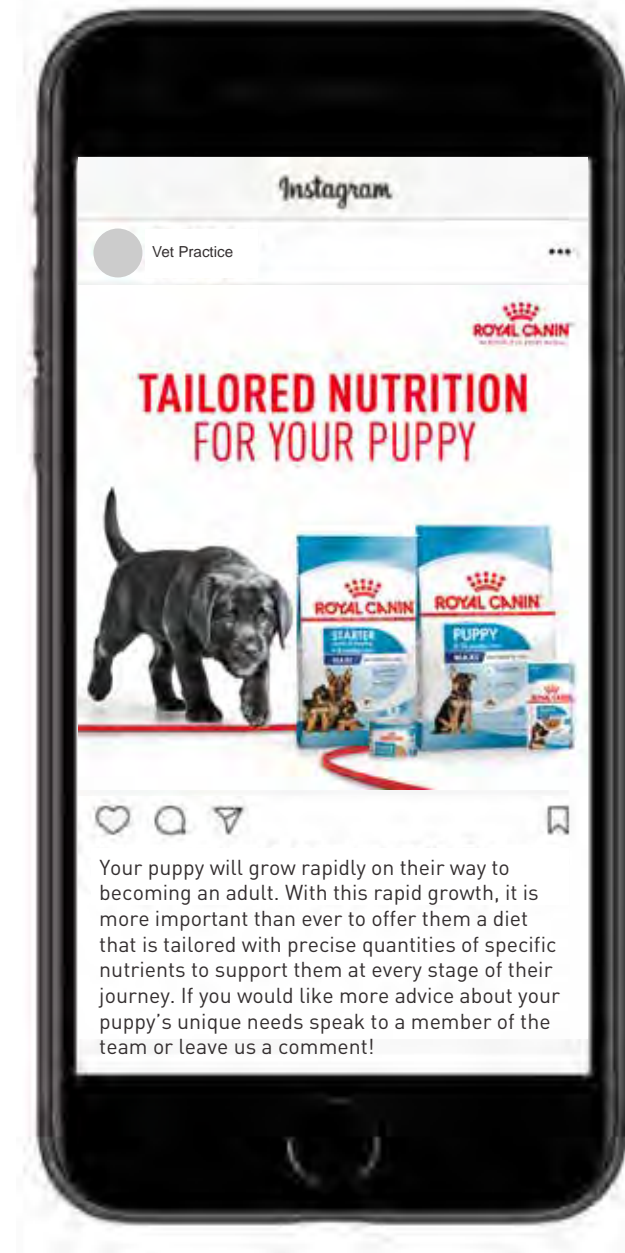 Instagram
Vet Practice
ROYAL CANIN
TAILORED NUTRITION
FOR YOUR PUPPY
ROYAL CANIN
STARTER
MAXI
ROYAL CANIN
PUPPY
MAXI
ROYAL CANIN
Your puppy will grow rapidly on their way to
becoming an adult. With this rapid growth, it is
more important than ever to offer them a diet
that is tailored with precise quantities of specific
nutrients to support them at every stage of their
journey. If you would like more advice about your
puppy's unique needs speak to a member of the
team or leave us a comment!